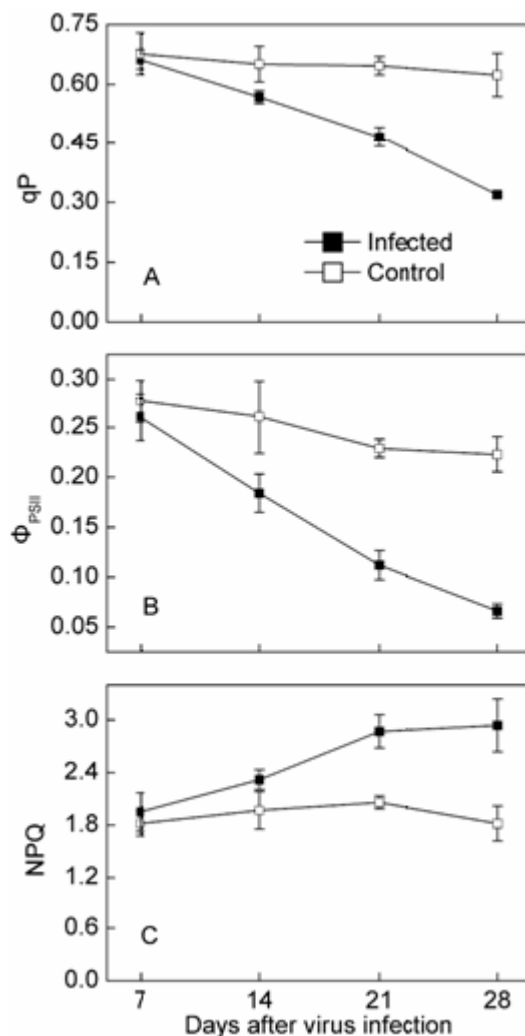 0.75
0.60
0.45
0.30
0.15
0.00
qP
Infected
Control
A
0.30
0.25
0.20
0.15
0.10
0.05
ΦPSII
B
3.0
2.4
1.8
1.2
0.6
0.0
NPQ
C
7 14 21 28
Days after virus infection